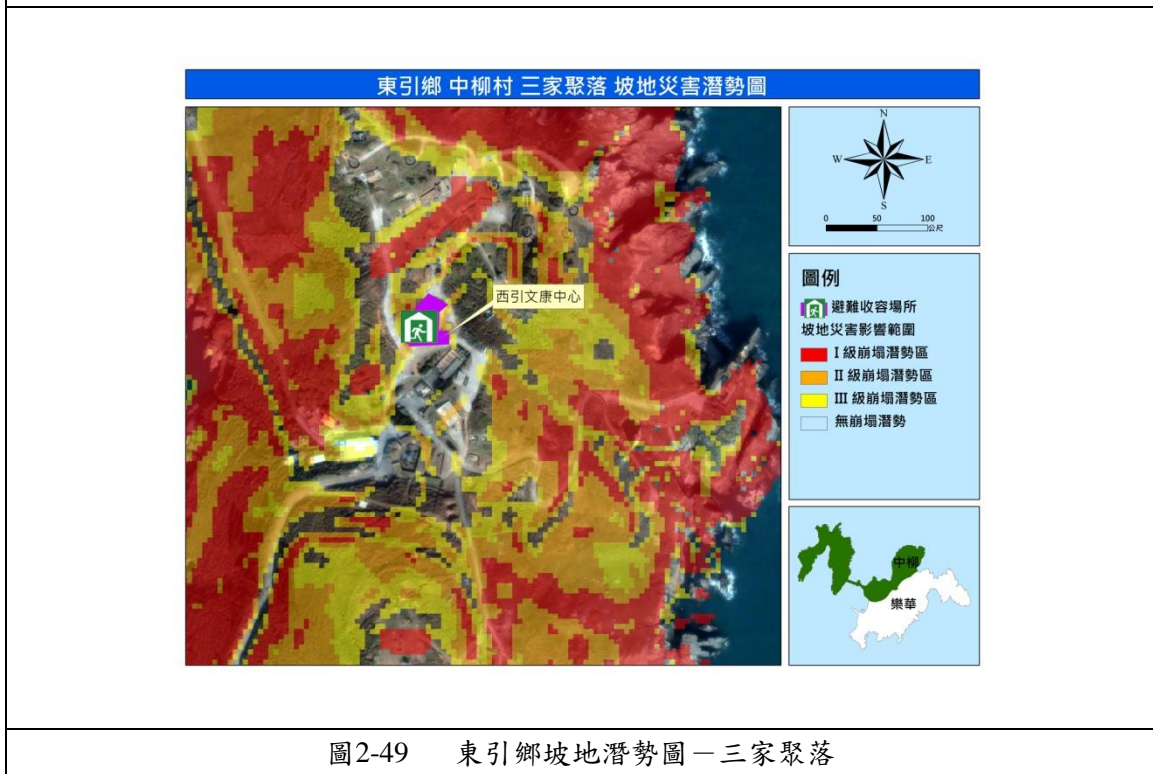 東引鄉 中柳村 三家聚落 坡地災害潛勢圖
西引文康中心
N
W
E
S
0 50 100
公尺
圖例
避難收容場所
坡地災害影響範圍
I 級崩塌潛勢區
II 級崩塌潛勢區
III 級崩塌潛勢區
無崩塌潛勢
中柳
樂華
圖2-49 東引鄉坡地潛勢圖－三家聚落